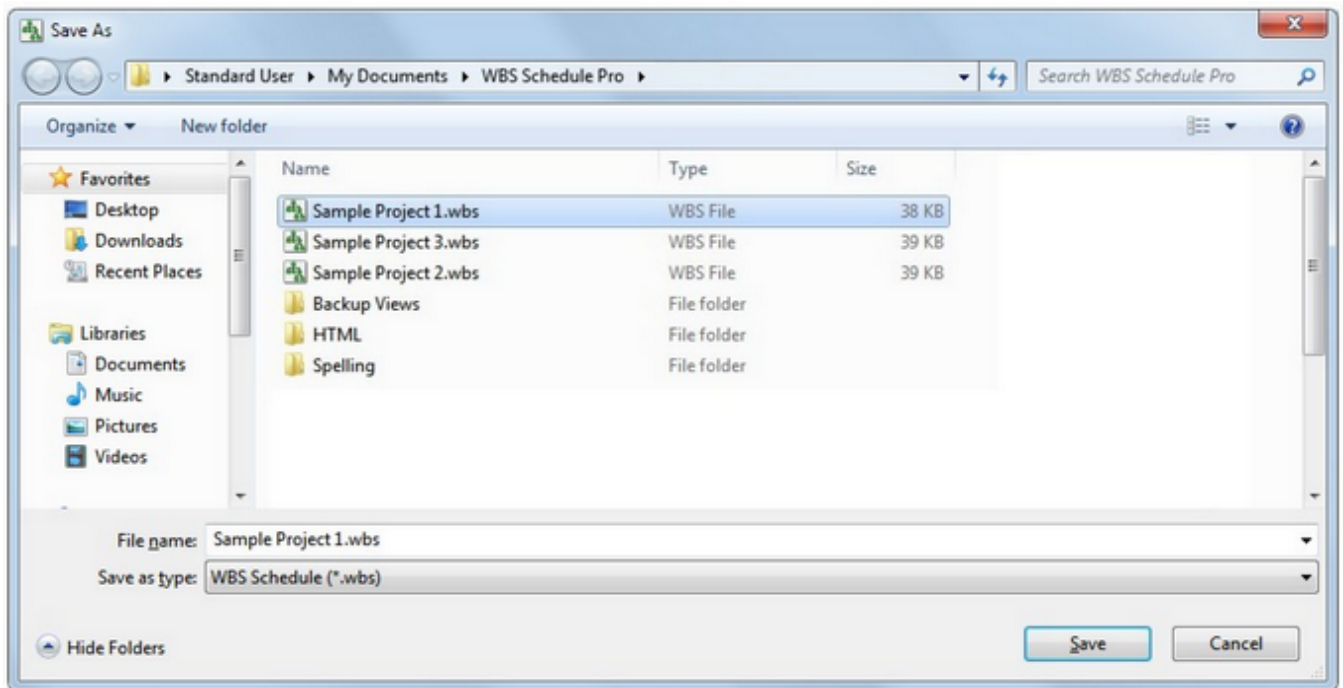 Save As
Standard User ▸ My Documents ▸ WBS Schedule Pro ▸
Search WBS Schedule Pro
Organize
New folder
Favorites
Desktop
Downloads
Recent Places
Libraries
Documents
Music
Pictures
Videos
Name Type Size
Sample Project 1.wbs WBS File 38 KB
Sample Project 3.wbs WBS File 39 KB
Sample Project 2.wbs WBS File 39 KB
Backup Views File folder
HTML File folder
Spelling File folder
File name: Sample Project 1.wbs
Save as type: WBS Schedule (*.wbs)
Hide Folders
Save
Cancel